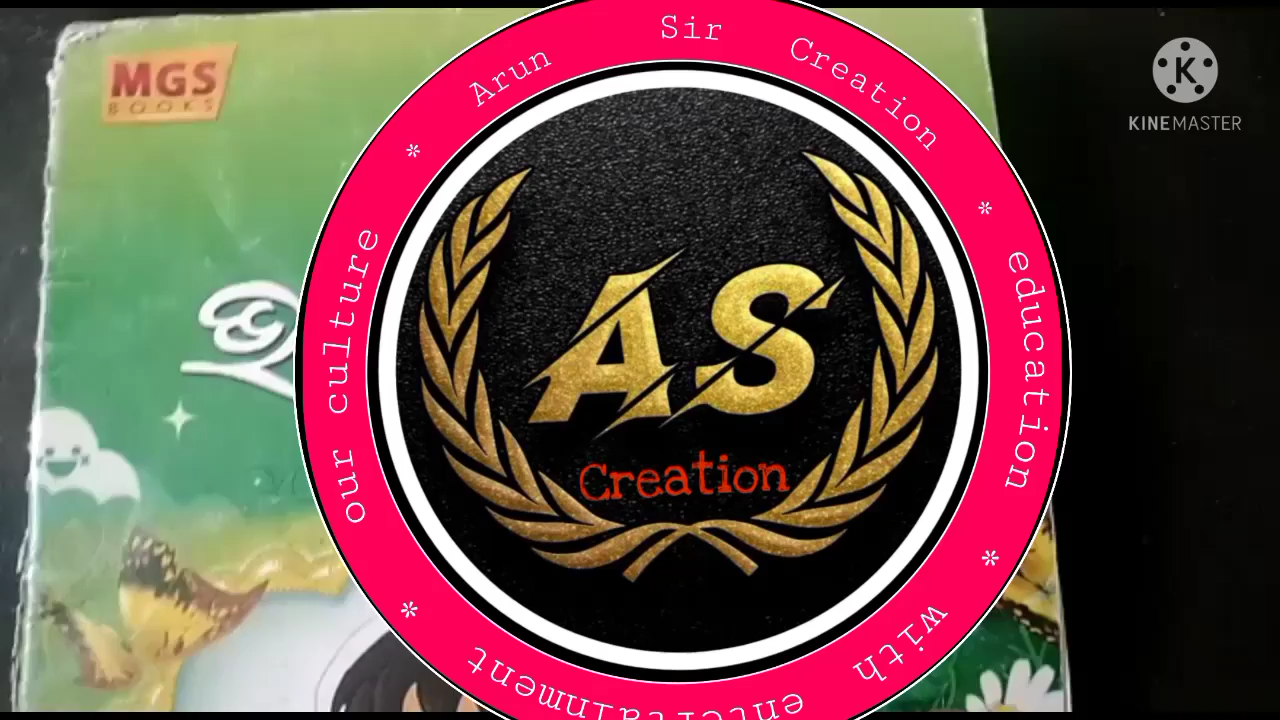 MGS
BOOKS
Arun Sir Creation * education * with entertainment * our culture *
AS
Creation
K
KINEMASTER